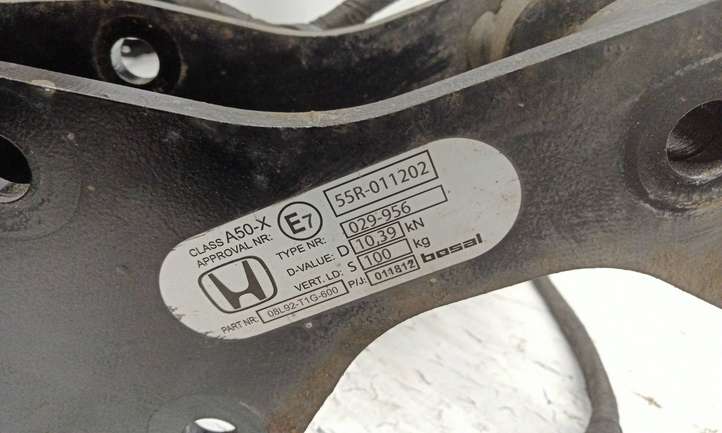 CLASS A50-X
APPROVAL NR: E7 55R-011202
TYPE NR: 029-956
D-VALUE: D 10,39 kN
VERT. LD: S 100 kg
PART NR: 08L92-T1G-600 P/J: 011812 bosal